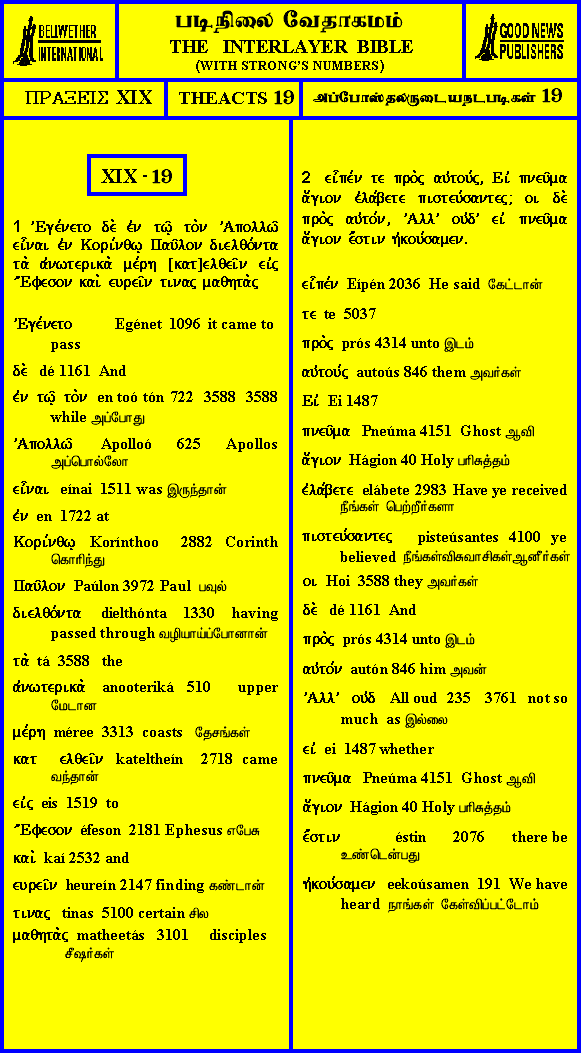 BELLWETHER
INTERNATIONAL
படிநிலை வேதாகமம்
THE INTERLAYER BIBLE
(WITH STRONG'S NUMBERS)
GOOD NEWS
PUBLISHERS
ΠΡΑΞΕΙΣ XIX
THEACTS 19
அப்போஸ்தலருடையநடபடிகள் 19
XIX - 19
1 Ἐγένετο δὲ ἐν τῷ τὸν Ἀπολλῶ
εἶναι ἐν Κορίνθῳ Παῦλον διελθόντα
τὰ ἀνωτερικὰ μέρη [κατ]ελθεῖν εἰς
Ἔφεσον καὶ ευρεῖν τινας μαθητὰς
Ἐγένετο Egénet 1096 it came to
pass
δὲ dé 1161 And
ἐν τῷ τὸν en toó tón 722 3588 3588
while அப்போது
Ἀπολλῶ Apolloó 625 Apollos
அப்பொல்லோ
εἶναι eínai 1511 was இருந்தான்
ἐν en 1722 at
Κορίνθῳ Korínthoo 2882 Corinth
கொரிந்து
Παῦλον Paúlon 3972 Paul பவுல்
διελθόντα dielthónta 1330 having
passed through வழியாய்ப்போனான்
τὰ tá 3588 the
ἀνωτερικὰ anooteriká 510 upper
மேடான
μέρη méree 3313 coasts தேசங்கள்
κατ ελθεῖν kateltheín 2718 came
வந்தான்
εἰς eis 1519 to
Ἔφεσον éfeson 2181 Ephesus எபேசு
καὶ kaí 2532 and
ευρεῖν heureín 2147 finding கண்டான்
τινας tinas 5100 certain சில
μαθητὰς matheetás 3101 disciples
சீஷர்கள்
2 εἶπέν τε πρὸς αὐτούς, Εἰ πνεῦμα
ἅγιον ἐλάβετε πιστεύσαντες; οι δὲ
πρὸς αὐτόν, Ἀλλ' οὐδ' εἰ πνεῦμα
ἅγιον ἔστιν ἠκούσαμεν.
εἶπέν Eípén 2036 He said கேட்டான்
τε te 5037
πρὸς prós 4314 unto இடம்
αὐτούς autoús 846 them அவர்கள்
Εἰ Ei 1487
πνεῦμα Pneúma 4151 Ghost ஆவி
ἅγιον Hágion 40 Holy பரிசுத்தம்
ἐλάβετε elábete 2983 Have ye received
நீங்கள் பெற்றீர்களா
πιστεύσαντες pisteúsantes 4100 ye
believed நீங்கள்விசுவாசிகள்ஆனீர்கள்
οι Hoi 3588 they அவர்கள்
δὲ dé 1161 And
πρὸς prós 4314 unto இடம்
αὐτόν autón 846 him அவன்
Ἀλλ' οὐδ All oud 235 3761 not so
much as இல்லை
εἰ ei 1487 whether
πνεῦμα Pneúma 4151 Ghost ஆவி
ἅγιον Hágion 40 Holy பரிசுத்தம்
ἔστιν éstin 2076 there be
உண்டென்பது
ἠκούσαμεν eekoúsamen 191 We have
heard நாங்கள் கேள்விப்பட்டோம்